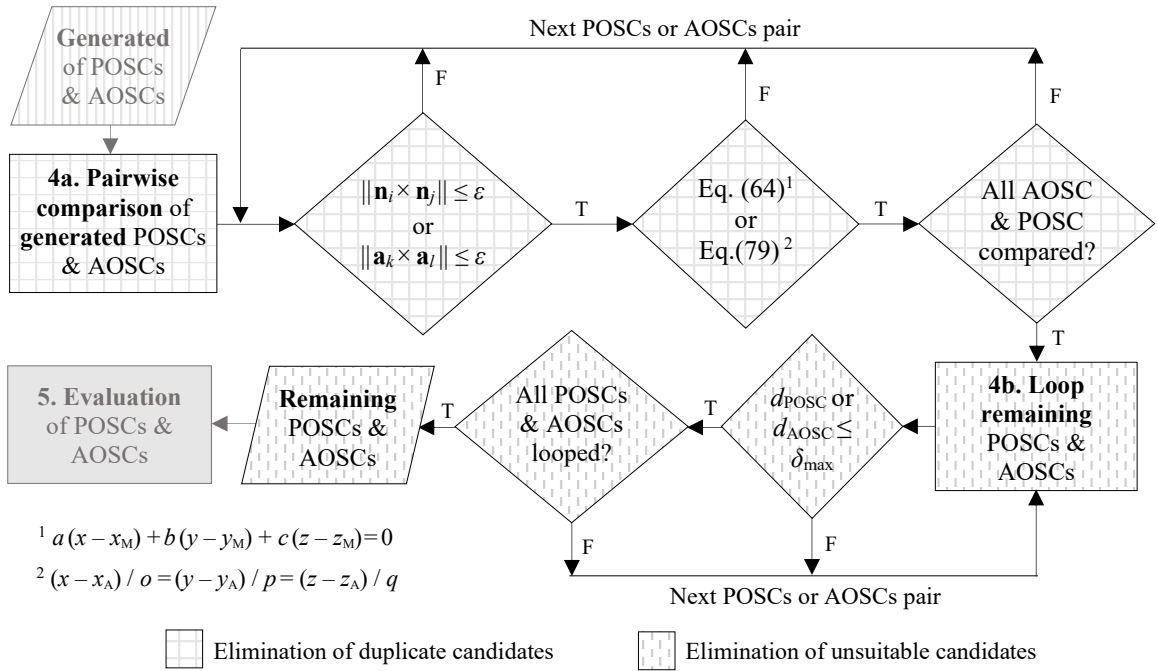 Next POSCs or AOSCs pair
Generated
of POSCs
& AOSCs
F
F
F
4a. Pairwise
comparison of
generated POSCs
& AOSCs
|| n_i × n_j || ≤ ε
or
|| a_k × a_l || ≤ ε
T
Eq. (64)¹
or
Eq.(79)²
T
All AOSC
& POSC
compared?
T
5. Evaluation
of POSCs &
AOSCs
Remaining
POSCs &
AOSCs
T
All POSCs
& AOSCs
looped?
T
d_POSC or
d_AOSC ≤
δ_max
4b. Loop
remaining
POSCs &
AOSCs
F
F
Next POSCs or AOSCs pair
¹ a (x – x_M) + b (y – y_M) + c (z – z_M) = 0
² (x – x_A) / o = (y – y_A) / p = (z – z_A) / q
Elimination of duplicate candidates
Elimination of unsuitable candidates